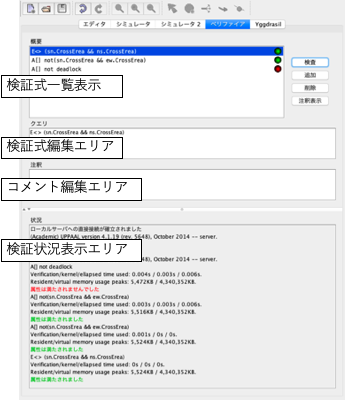 エディタ シミュレータ シミュレータ 2 ベリファイア Yggdrasil
概要
E<> (sn.CrossErea && ns.CrossErea)
A[] not(sn.CrossErea && ew.CrossErea)
A[] not deadlock
検査
追加
削除
注釈表示
検証式一覧表示
クエリ
E<> (sn.CrossErea && ns.CrossErea)
検証式編集エリア
注釈
コメント編集エリア
状況
ローカルサーバへの直接接続が確立されました
(Academic) UPPAAL version 4.1.19 (rev. 5648), October 2014 -- server.
検証状況表示エリア
October 2014 -- server.
A[] not deadlock
Verification/kernel/elapsed time used: 0.004s / 0.003s / 0.006s.
Resident/virtual memory usage peaks: 5,472KB / 4,340,352KB.
属性は満たされませんでした
A[] not(sn.CrossErea && ew.CrossErea)
Verification/kernel/elapsed time used: 0.003s / 0.003s / 0.006s.
Resident/virtual memory usage peaks: 5,516KB / 4,340,352KB.
属性は満たされました
A[] not(sn.CrossErea && ew.CrossErea)
Verification/kernel/elapsed time used: 0.001s / 0s / 0s.
Resident/virtual memory usage peaks: 5,524KB / 4,340,352KB.
属性は満たされました
E<> (sn.CrossErea && ns.CrossErea)
Verification/kernel/elapsed time used: 0s / 0s / 0s.
Resident/virtual memory usage peaks: 5,524KB / 4,340,352KB.
属性は満たされました